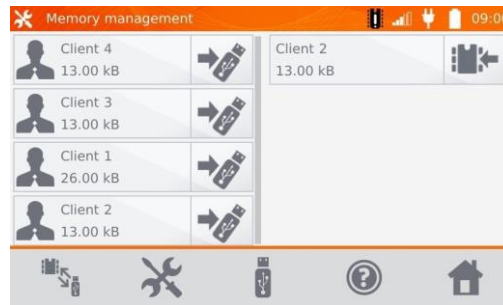 Memory management
09:0
Client 4
13.00 kB
Client 3
13.00 kB
Client 1
26.00 kB
Client 2
13.00 kB
Client 2
13.00 kB